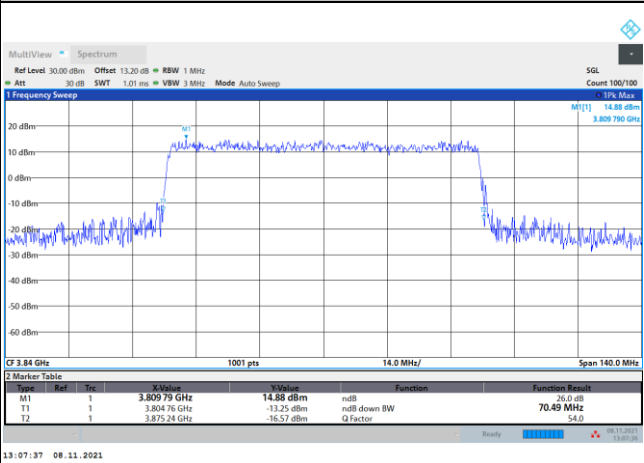 MultiView Spectrum
Ref Level 30.00 dBm Offset 13.20 dB RBW 1 MHz SGL
Att 30 dB SWT 1.01 ms VBW 3 MHz Mode Auto Sweep Count 100/100
1 Frequency Sweep 1Pk Max
M1[1] 14.88 dBm
3.809 790 GHz
M1
20 dBm
10 dBm
0 dBm
-10 dBm
-20 dBm
-30 dBm
-40 dBm
-50 dBm
-60 dBm
CF 3.84 GHz 1001 pts 14.0 MHz/ Span 140.0 MHz
2 Marker Table
Type Ref Trc X-Value Y-Value Function Function Result
M1 1 3.809 79 GHz 14.88 dBm ndB 26.0 dB
T1 1 3.804 76 GHz -13.25 dBm ndB down BW 70.49 MHz
T2 1 3.875 24 GHz -16.57 dBm Q Factor 54.0
Ready 08.11.2021
13:07:36
13:07:37 08.11.2021